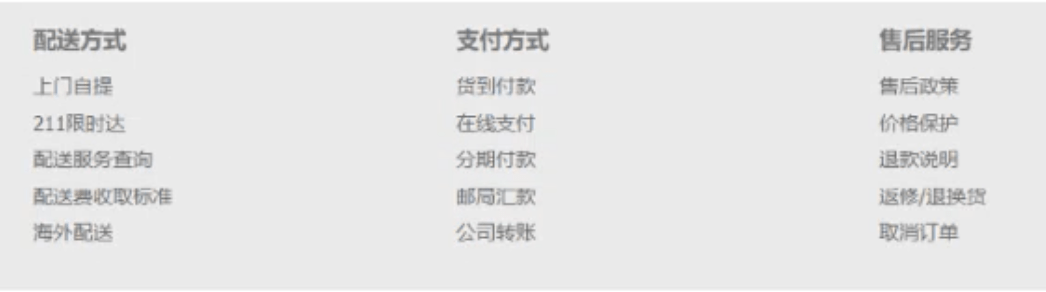 配送方式
上门自提
211限时达
配送服务查询
配送费收取标准
海外配送
支付方式
货到付款
在线支付
分期付款
邮局汇款
公司转账
售后服务
售后政策
价格保护
退款说明
返修/退换货
取消订单